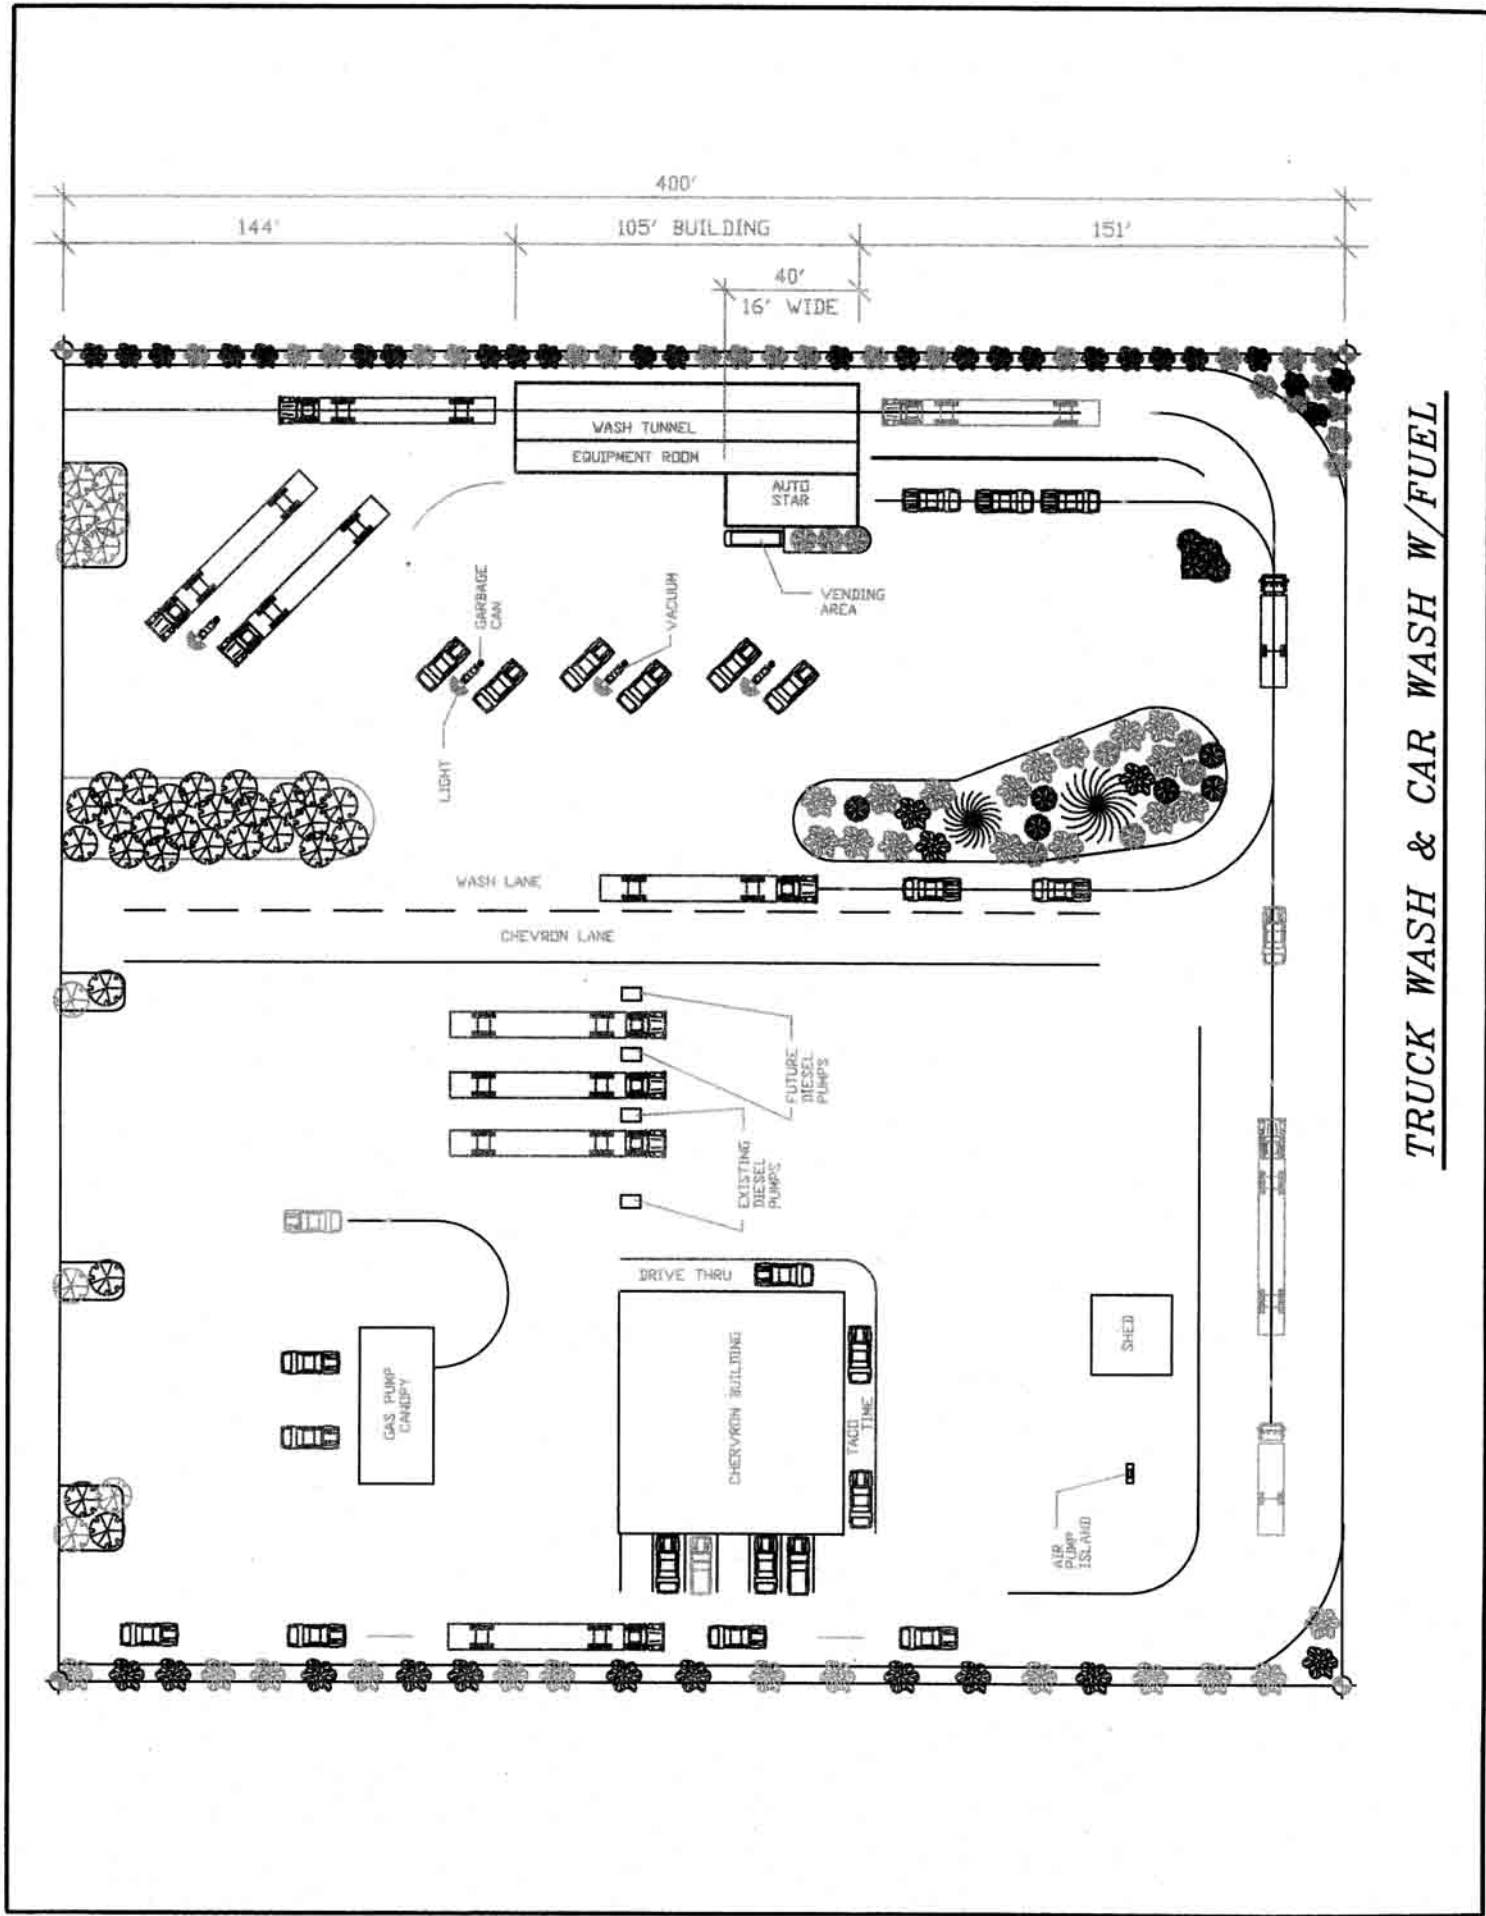 400'
144'
105' BUILDING
151'
40'
16' WIDE
WASH TUNNEL
EQUIPMENT ROOM
AUTO
STAR
VENDING
AREA
GARBAGE
CAN
VACUUM
LIGHT
WASH LANE
CHEVRON LANE
FUTURE
DIESEL
PUMPS
EXISTING
DIESEL
PUMPS
DRIVE THRU
CHERVRON BUILDING
TACO TIME
GAS PUMP
CANOPY
SHED
AIR
PUMP
ISLAND
TRUCK WASH & CAR WASH W/FUEL